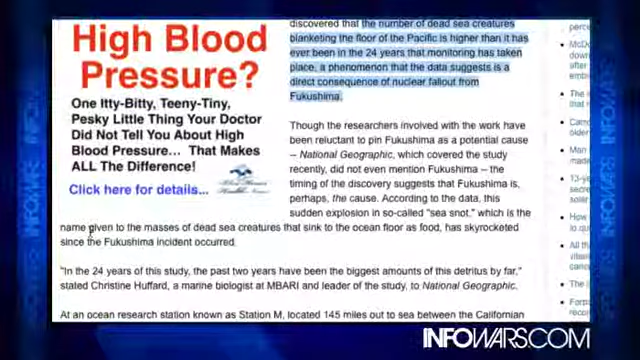 High Blood
Pressure?
One Itty-Bitty, Teeny-Tiny,
Pesky Little Thing Your Doctor
Did Not Tell You About High
Blood Pressure... That Makes
ALL The Difference!
Click here for details...
discovered that the number of dead sea creatures
blanketing the floor of the Pacific is higher than it has
ever been in the 24 years that monitoring has taken
place, a phenomenon that the data suggests is a
direct consequence of nuclear fallout from
Fukushima.
Though the researchers involved with the work have
been reluctant to pin Fukushima as a potential cause
-- National Geographic, which covered the study
recently, did not even mention Fukushima -- the
timing of the discovery suggests that Fukushima is,
perhaps, the cause. According to the data, this
sudden explosion in so-called "sea snot," which is the
name given to the masses of dead sea creatures that sink to the ocean floor as food, has skyrocketed
since the Fukushima incident occurred.
"In the 24 years of this study, the past two years have been the biggest amounts of this detritus by far,"
stated Christine Huffard, a marine biologist at MBARI and leader of the study, to National Geographic.
At an ocean research station known as Station M, located 145 miles out to sea between the Californian
INFOWARS.COM
INFOWARS